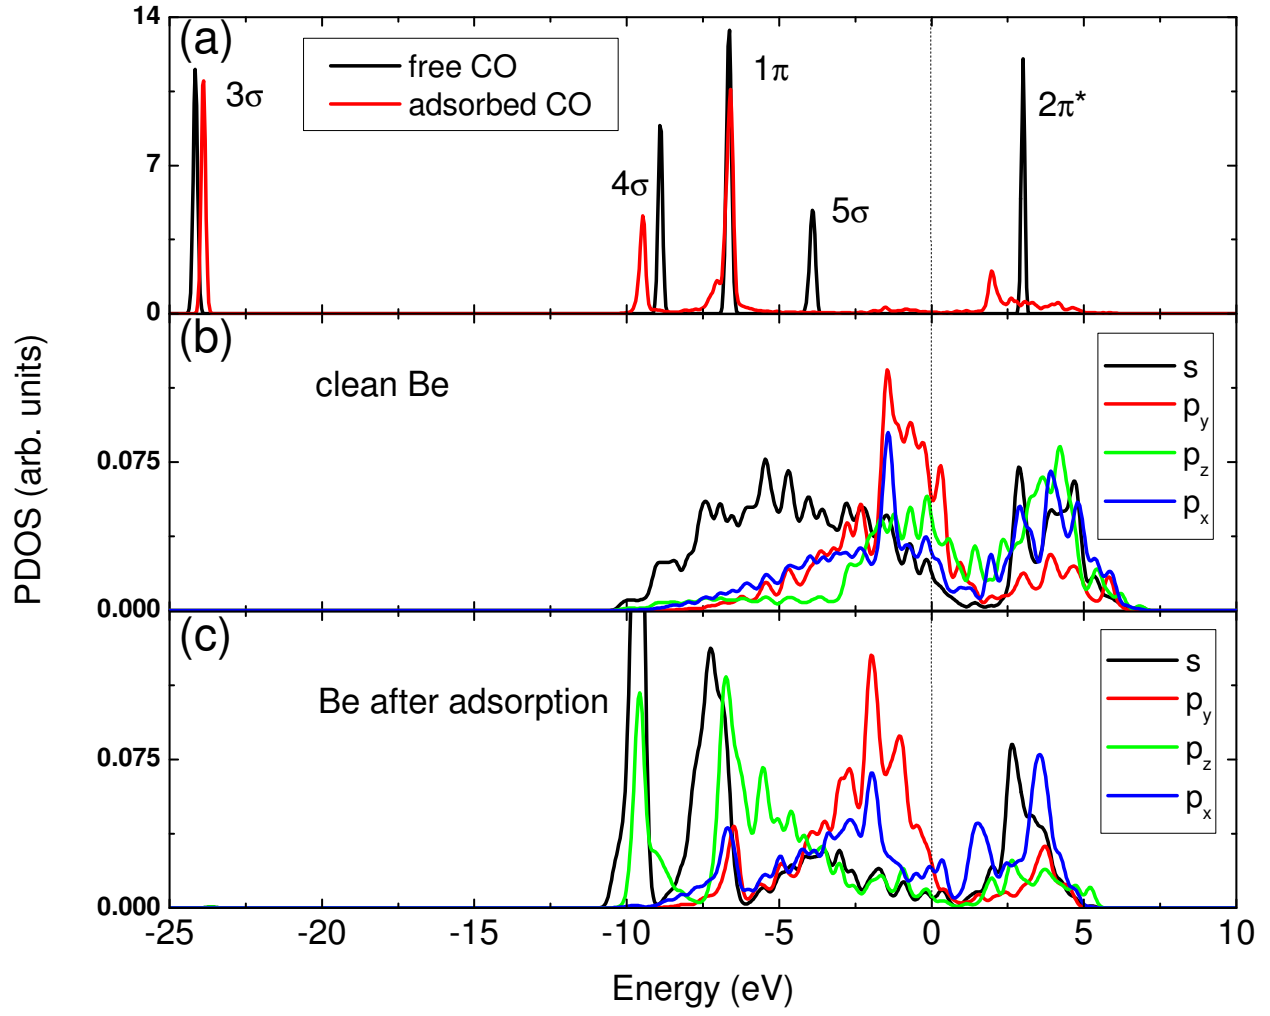 14
(a)
free CO
adsorbed CO
3σ
4σ
1π
5σ
2π*
7
0
(b)
clean Be
s
p_y
p_z
p_x
0.075
0.000
PDOS (arb. units)
(c)
Be after adsorption
s
p_y
p_z
p_x
0.075
0.000
-25 -20 -15 -10 -5 0 5 10
Energy (eV)